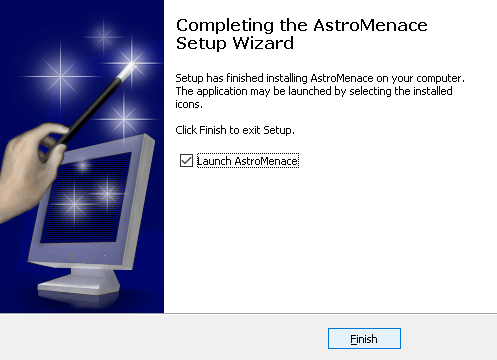 Completing the AstroMenace
Setup Wizard
Setup has finished installing AstroMenace on your computer.
The application may be launched by selecting the installed
icons.
Click Finish to exit Setup.
Launch AstroMenace
Finish